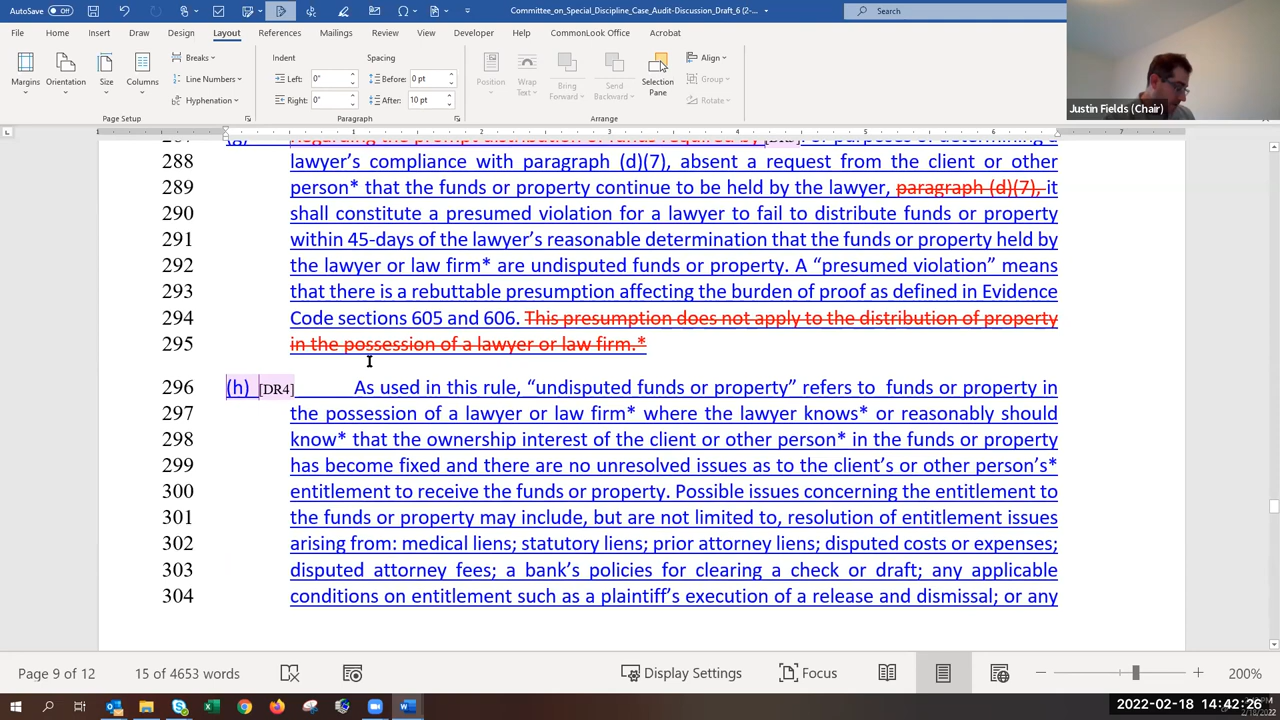 AutoSave Off
Committee_on_Special_Discipline_Case_Audit-Discussion_Draft_6 (2-...
Search
File Home Insert Draw Design Layout References Mailings Review View Developer Help CommonLook Office Acrobat
Margins
Orientation
Size
Columns
Breaks
Line Numbers
Hyphenation
Page Setup
Indent
Left: 0"
Right: 0"
Spacing
Before: 0 pt
After: 10 pt
Paragraph
Position
Wrap Text
Bring Forward
Send Backward
Selection Pane
Align
Group
Rotate
Arrange
Justin Fields (Chair)
1 1 2 3 4 5 6 7
288 lawyer’s compliance with paragraph (d)(7), absent a request from the client or other
289 person* that the funds or property continue to be held by the lawyer, paragraph (d)(7), it
290 shall constitute a presumed violation for a lawyer to fail to distribute funds or property
291 within 45-days of the lawyer’s reasonable determination that the funds or property held by
292 the lawyer or law firm* are undisputed funds or property. A “presumed violation” means
293 that there is a rebuttable presumption affecting the burden of proof as defined in Evidence
294 Code sections 605 and 606. This presumption does not apply to the distribution of property
295 in the possession of a lawyer or law firm.*
296 (h) [DR4] As used in this rule, “undisputed funds or property” refers to funds or property in
297 the possession of a lawyer or law firm* where the lawyer knows* or reasonably should
298 know* that the ownership interest of the client or other person* in the funds or property
299 has become fixed and there are no unresolved issues as to the client’s or other person’s*
300 entitlement to receive the funds or property. Possible issues concerning the entitlement to
301 the funds or property may include, but are not limited to, resolution of entitlement issues
302 arising from: medical liens; statutory liens; prior attorney liens; disputed costs or expenses;
303 disputed attorney fees; a bank’s policies for clearing a check or draft; any applicable
304 conditions on entitlement such as a plaintiff’s execution of a release and dismissal; or any
Page 9 of 12 15 of 4653 words
Display Settings Focus 200%
2022-02-18 14:42:26